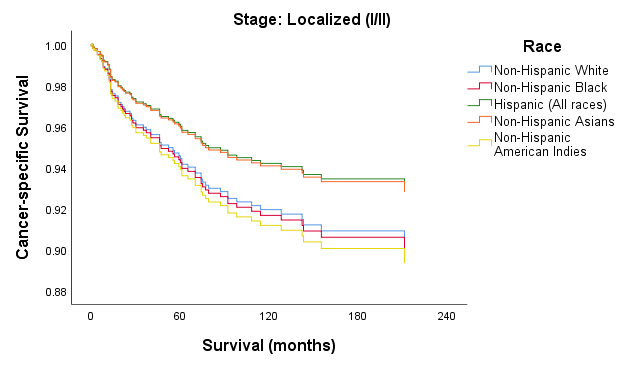 Stage: Localized (I/II)
Cancer-specific Survival
1.00
0.98
0.96
0.94
0.92
0.90
0.88
0
60
120
180
240
Survival (months)
Race
Non-Hispanic White
Non-Hispanic Black
Hispanic (All races)
Non-Hispanic Asians
Non-Hispanic
American Indies